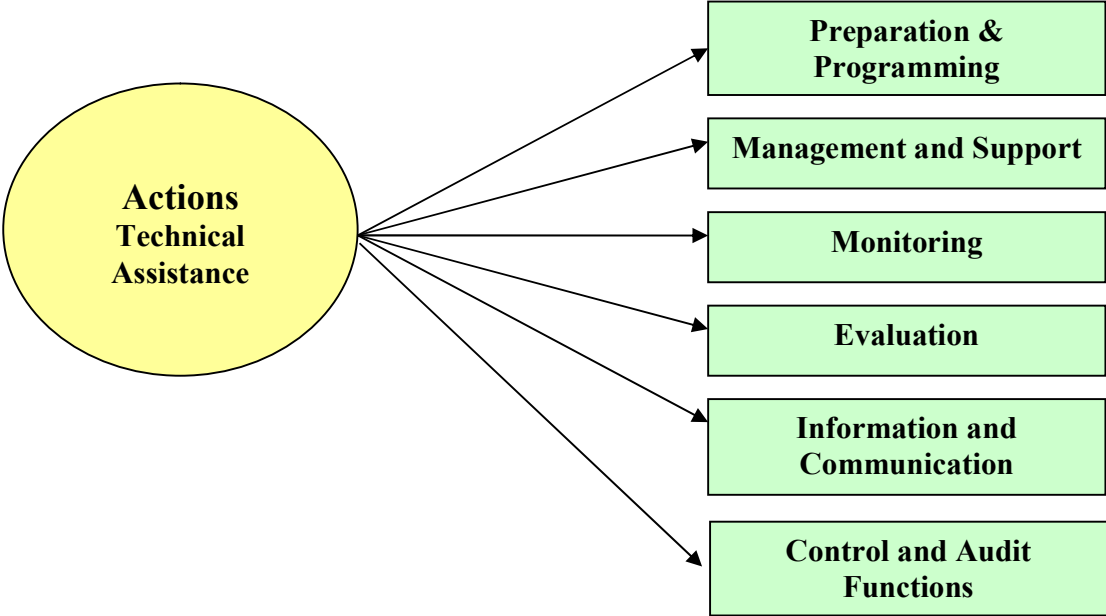 Actions
Technical
Assistance
Preparation &
Programming
Management and Support
Monitoring
Evaluation
Information and
Communication
Control and Audit
Functions